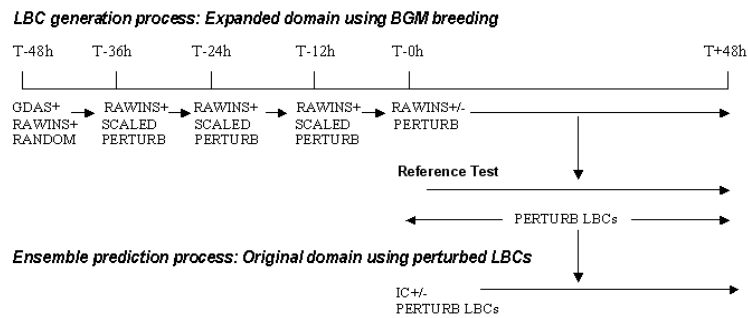 LBC generation process: Expanded domain using BGM breeding
T-48h T-36h T-24h T-12h T-0h T+48h
GDAS+ RAWINS+ RAWINS+ RAWINS+ RAWINS+/-
RAWINS+ SCALED SCALED SCALED PERTURB
RANDOM PERTURB PERTURB PERTURB
Reference Test
PERTURB LBCs
Ensemble prediction process: Original domain using perturbed LBCs
IC+/-
PERTURB LBCs